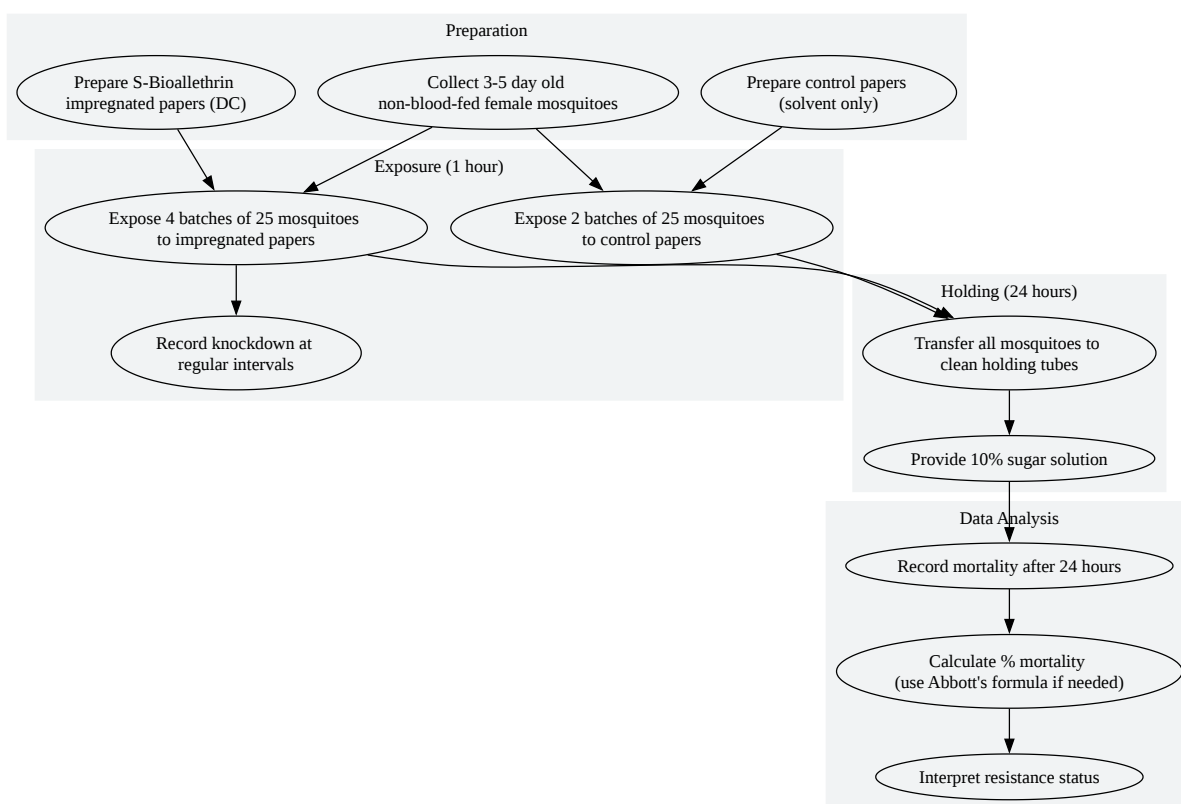 Preparation
Prepare S-Bioallethrin
impregnated papers (DC)
Collect 3-5 day old
non-blood-fed female mosquitoes
Prepare control papers
(solvent only)
Exposure (1 hour)
Expose 4 batches of 25 mosquitoes
to impregnated papers
Expose 2 batches of 25 mosquitoes
to control papers
Record knockdown at
regular intervals
Holding (24 hours)
Transfer all mosquitoes to
clean holding tubes
Provide 10% sugar solution
Data Analysis
Record mortality after 24 hours
Calculate % mortality
(use Abbott's formula if needed)
Interpret resistance status